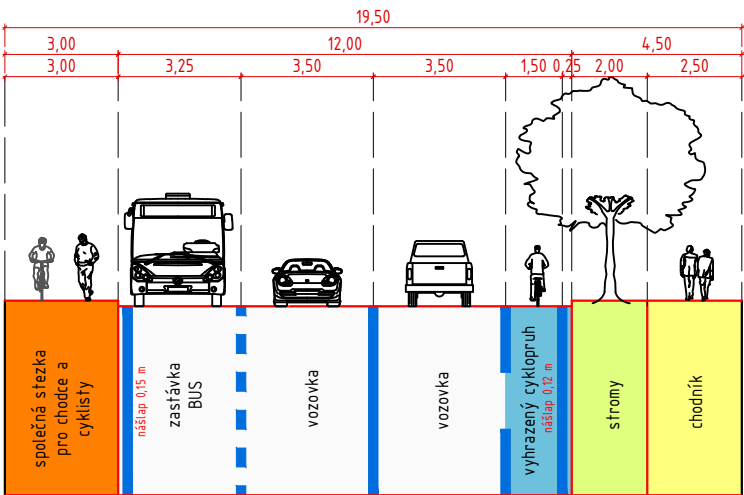 19,50
3,00 12,00 4,50
3,00 3,25 3,50 3,50 1,50 0,25 2,00 2,50
společná stezka
pro chodce a
cyklisty
nášlap 0,15 m
zastávka
BUS
vozovka
vozovka
vyhrazený cyklopruh
nášlap 0,12 m
stromy
chodník